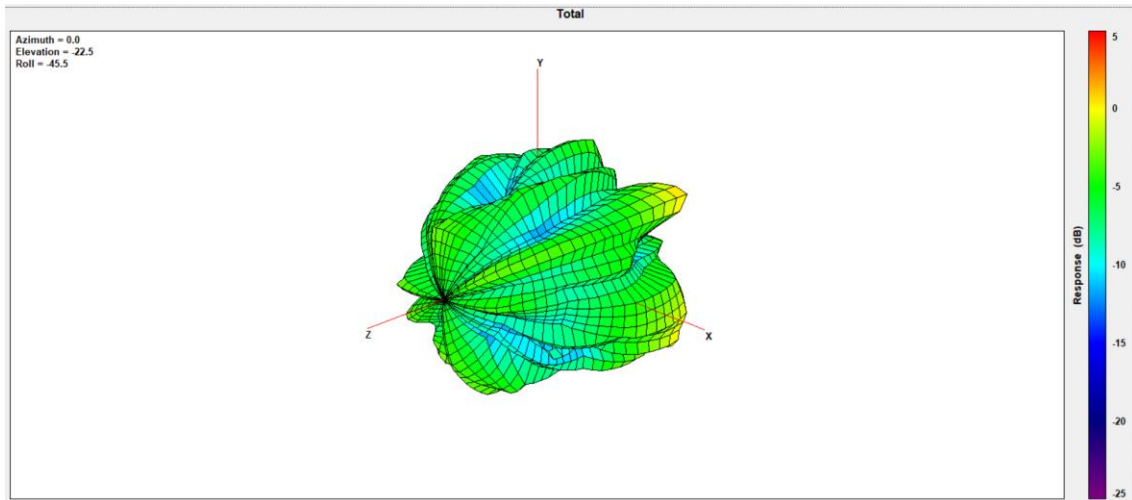 Total
Azimuth = 0.0
Elevation = -22.5
Roll = -45.5
Y
Z
X
5
0
-5
-10
-15
-20
-25
Response (dB)